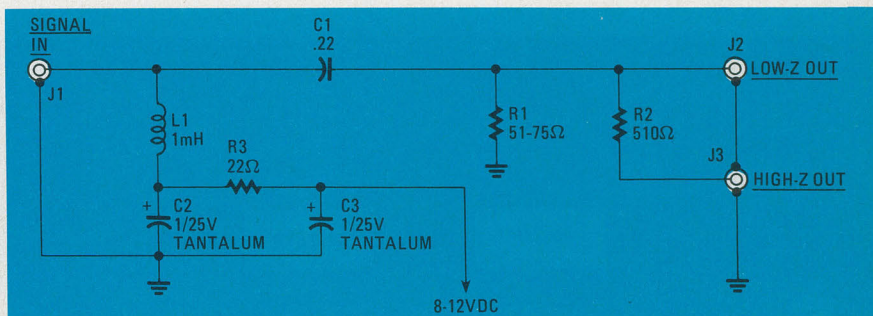 SIGNAL
IN
J1
C1
.22
L1
1mH
R3
22Ω
+
C2
1/25V
TANTALUM
+
C3
1/25V
TANTALUM
8-12VDC
R1
51-75Ω
R2
510Ω
J2
LOW-Z OUT
J3
HIGH-Z OUT